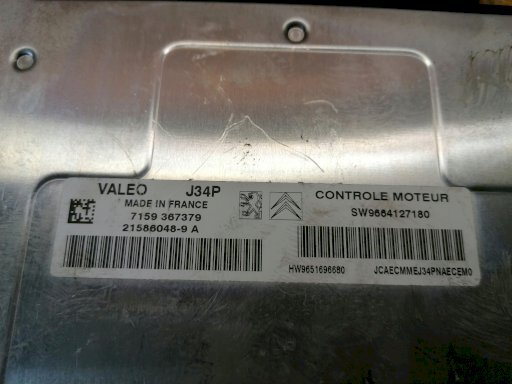 VALEO J34P
MADE IN FRANCE
7159 367379
21586048-9 A
CONTROLE MOTEUR
SW9664127180
HW9651696680 JCAECMMEJ34PNAECEM0